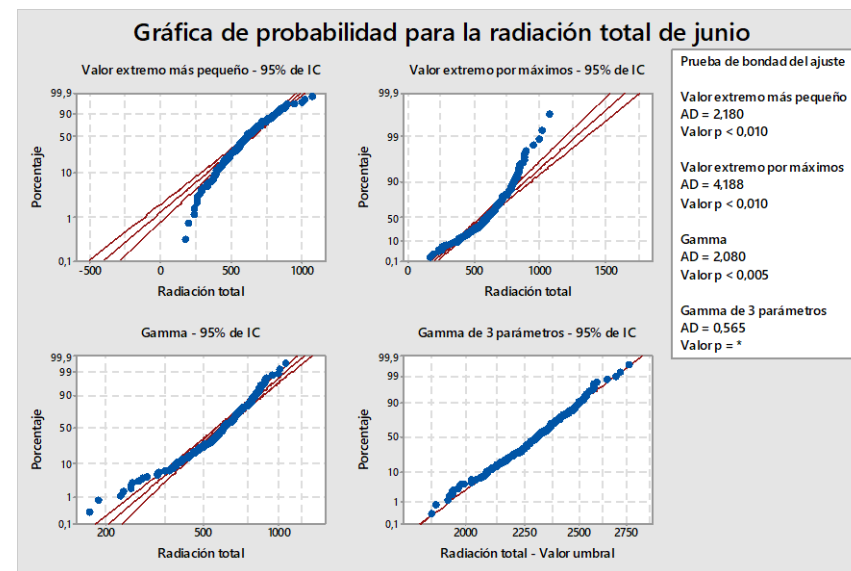 Gráfica de probabilidad para la radiación total de junio
Valor extremo más pequeño - 95% de IC
Porcentaje
99,9
90
50
10
1
0,1
-500 0 500 1000
Radiación total
Valor extremo por máximos - 95% de IC
Porcentaje
99,9
99
90
50
10
0,1
0 500 1000 1500
Radiación total
Gamma - 95% de IC
Porcentaje
99,9
99
90
50
10
1
0,1
200 500 1000
Radiación total
Gamma de 3 parámetros - 95% de IC
Porcentaje
99,9
99
90
50
10
1
0,1
2000 2250 2500 2750
Radiación total - Valor umbral
Prueba de bondad del ajuste
Valor extremo más pequeño
AD = 2,180
Valor p < 0,010
Valor extremo por máximos
AD = 4,188
Valor p < 0,010
Gamma
AD = 2,080
Valor p < 0,005
Gamma de 3 parámetros
AD = 0,565
Valor p = *